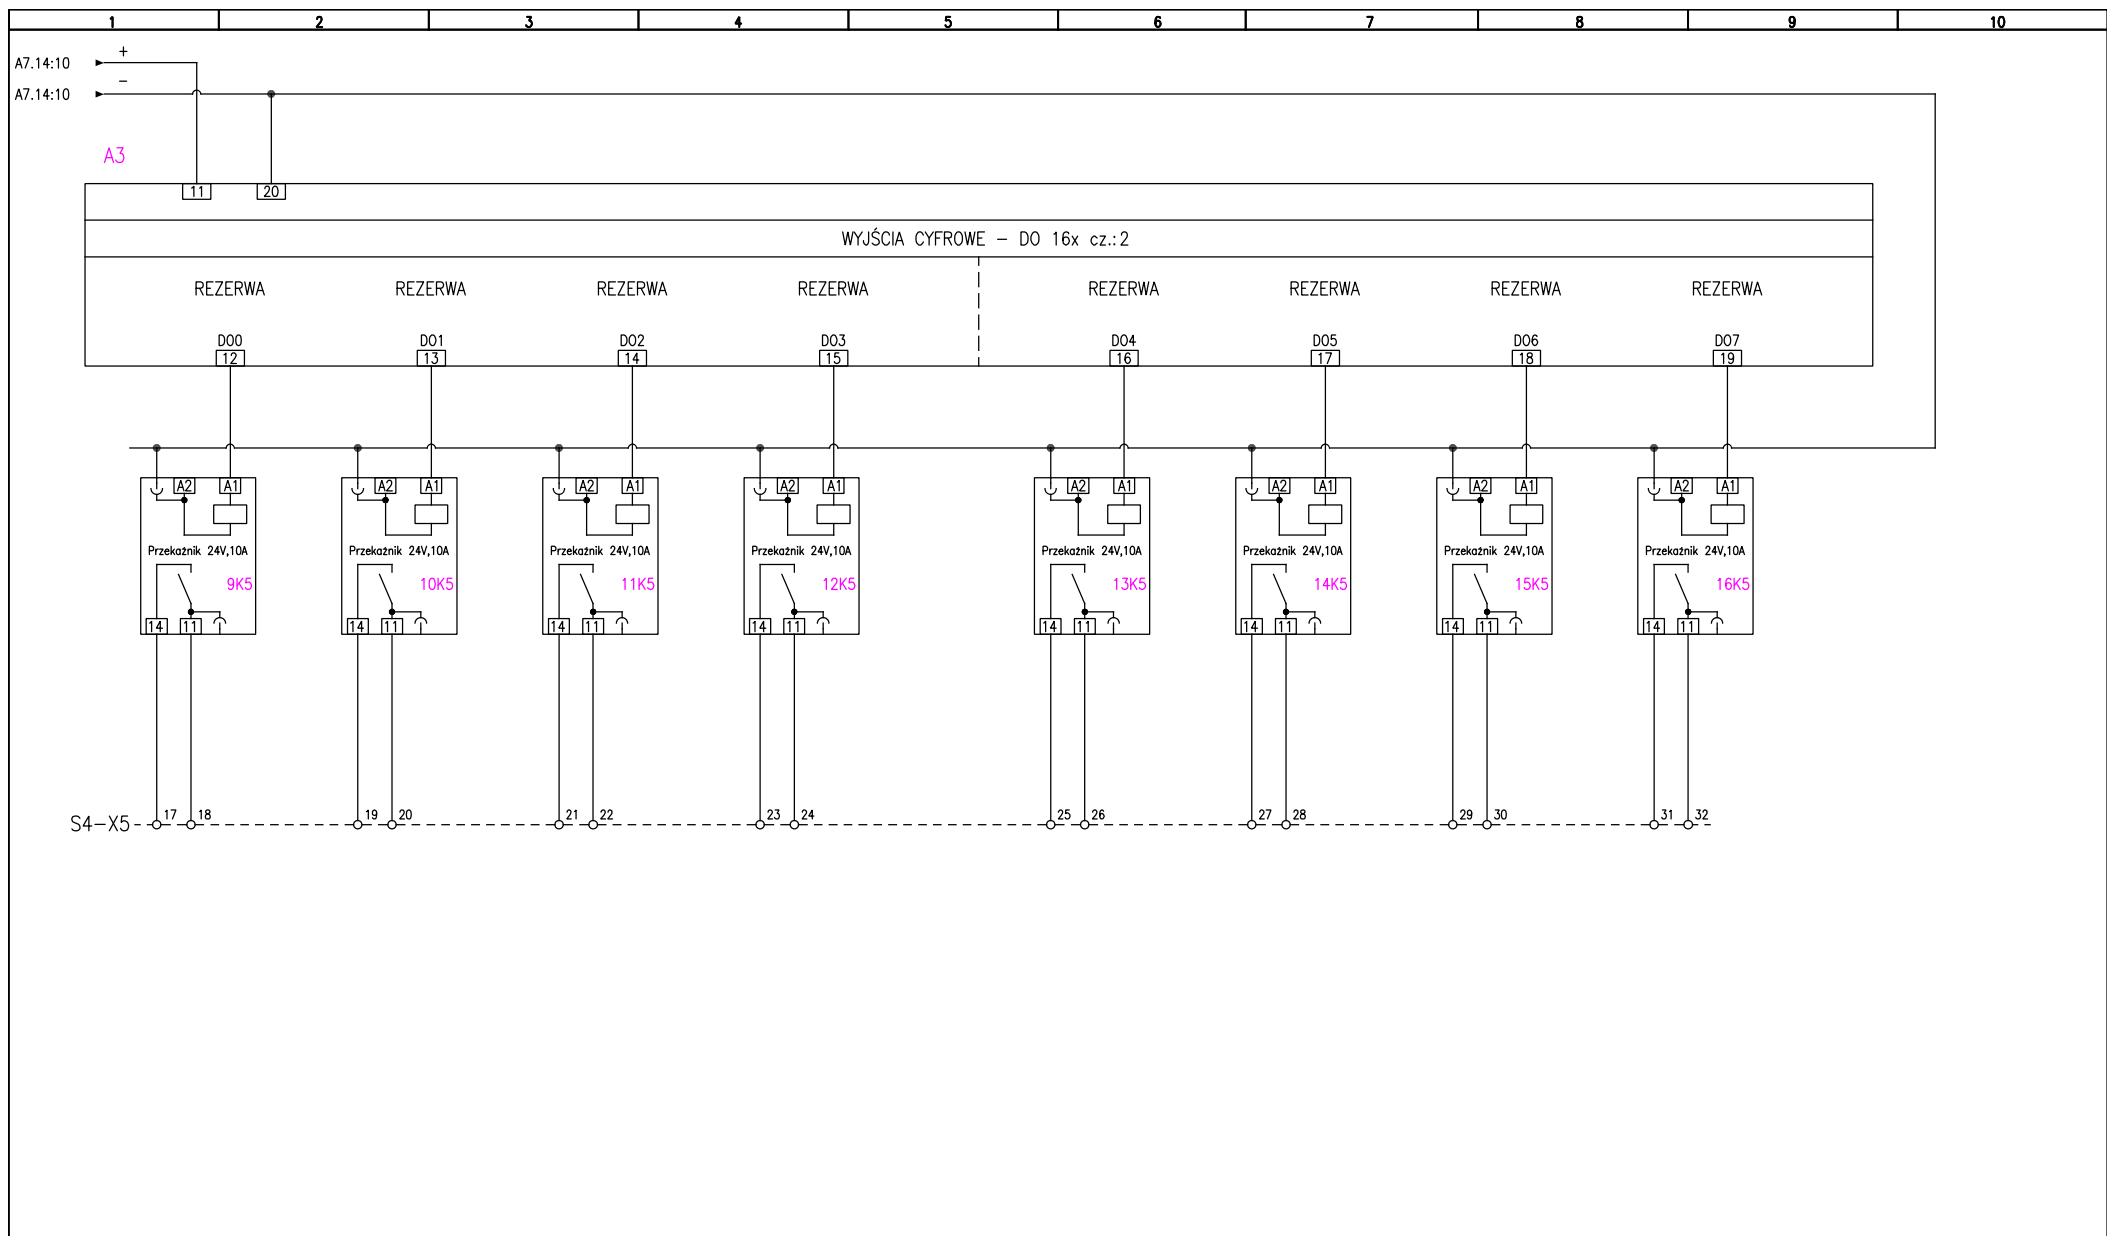 1 2 3 4 5 6 7 8 9 10
+
A7.14:10
-
A7.14:10
A3
11 20
WYJŚCIA CYFROWE - DO 16x cz.:2
REZERWA REZERWA REZERWA REZERWA REZERWA REZERWA REZERWA REZERWA
DO0 DO1 DO2 DO3 DO4 DO5 DO6 DO7
12 13 14 15 16 17 18 19
A2 A1 A2 A1 A2 A1 A2 A1 A2 A1 A2 A1 A2 A1 A2 A1
Przekaźnik 24V,10A Przekaźnik 24V,10A Przekaźnik 24V,10A Przekaźnik 24V,10A Przekaźnik 24V,10A Przekaźnik 24V,10A Przekaźnik 24V,10A Przekaźnik 24V,10A
9K5 10K5 11K5 12K5 13K5 14K5 15K5 16K5
14 11 14 11 14 11 14 11 14 11 14 11 14 11 14 11
S4-X5 17 18 19 20 21 22 23 24 25 26 27 28 29 30 31 32